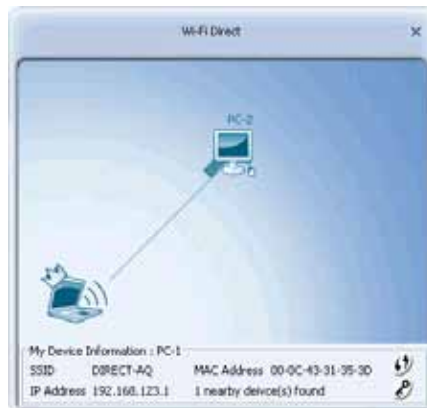 Wi-Fi Direct
PC-2
My Device Information : PC-1
SSID DIRECT-AQ MAC Address 00-0C-43-31-35-3D
IP Address 192.168.123.1 1 nearby deivce(s) found